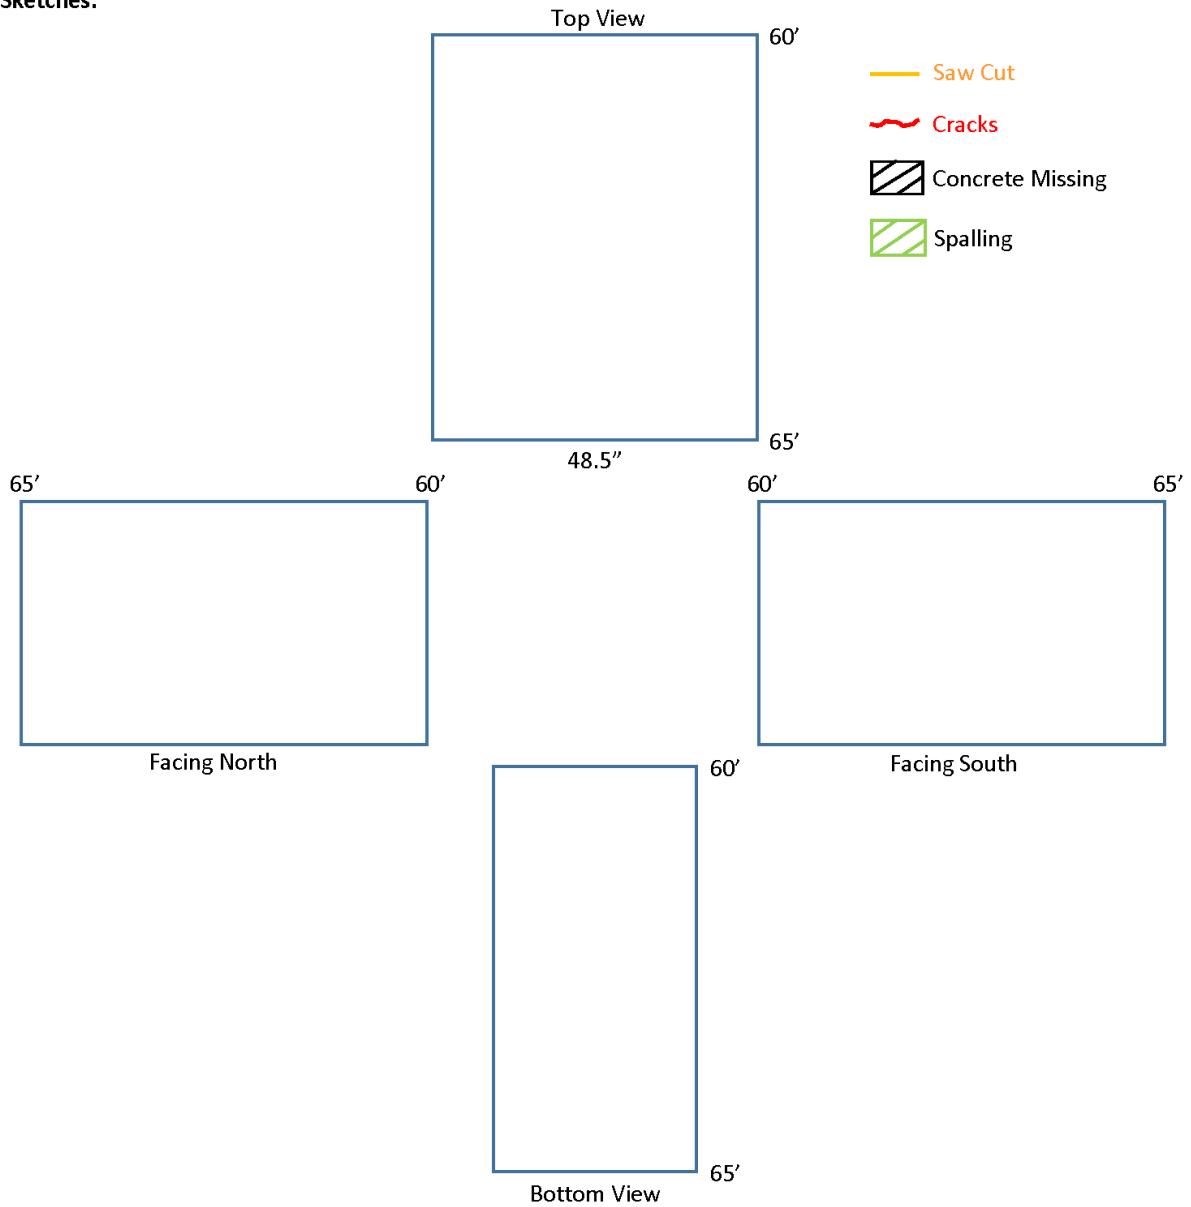 Sketches:
Top View
60’
Saw Cut
Cracks
Concrete Missing
Spalling
65’
48.5”
65’ 60’ 60’ 65’
Facing North
Facing South
60’
65’
Bottom View